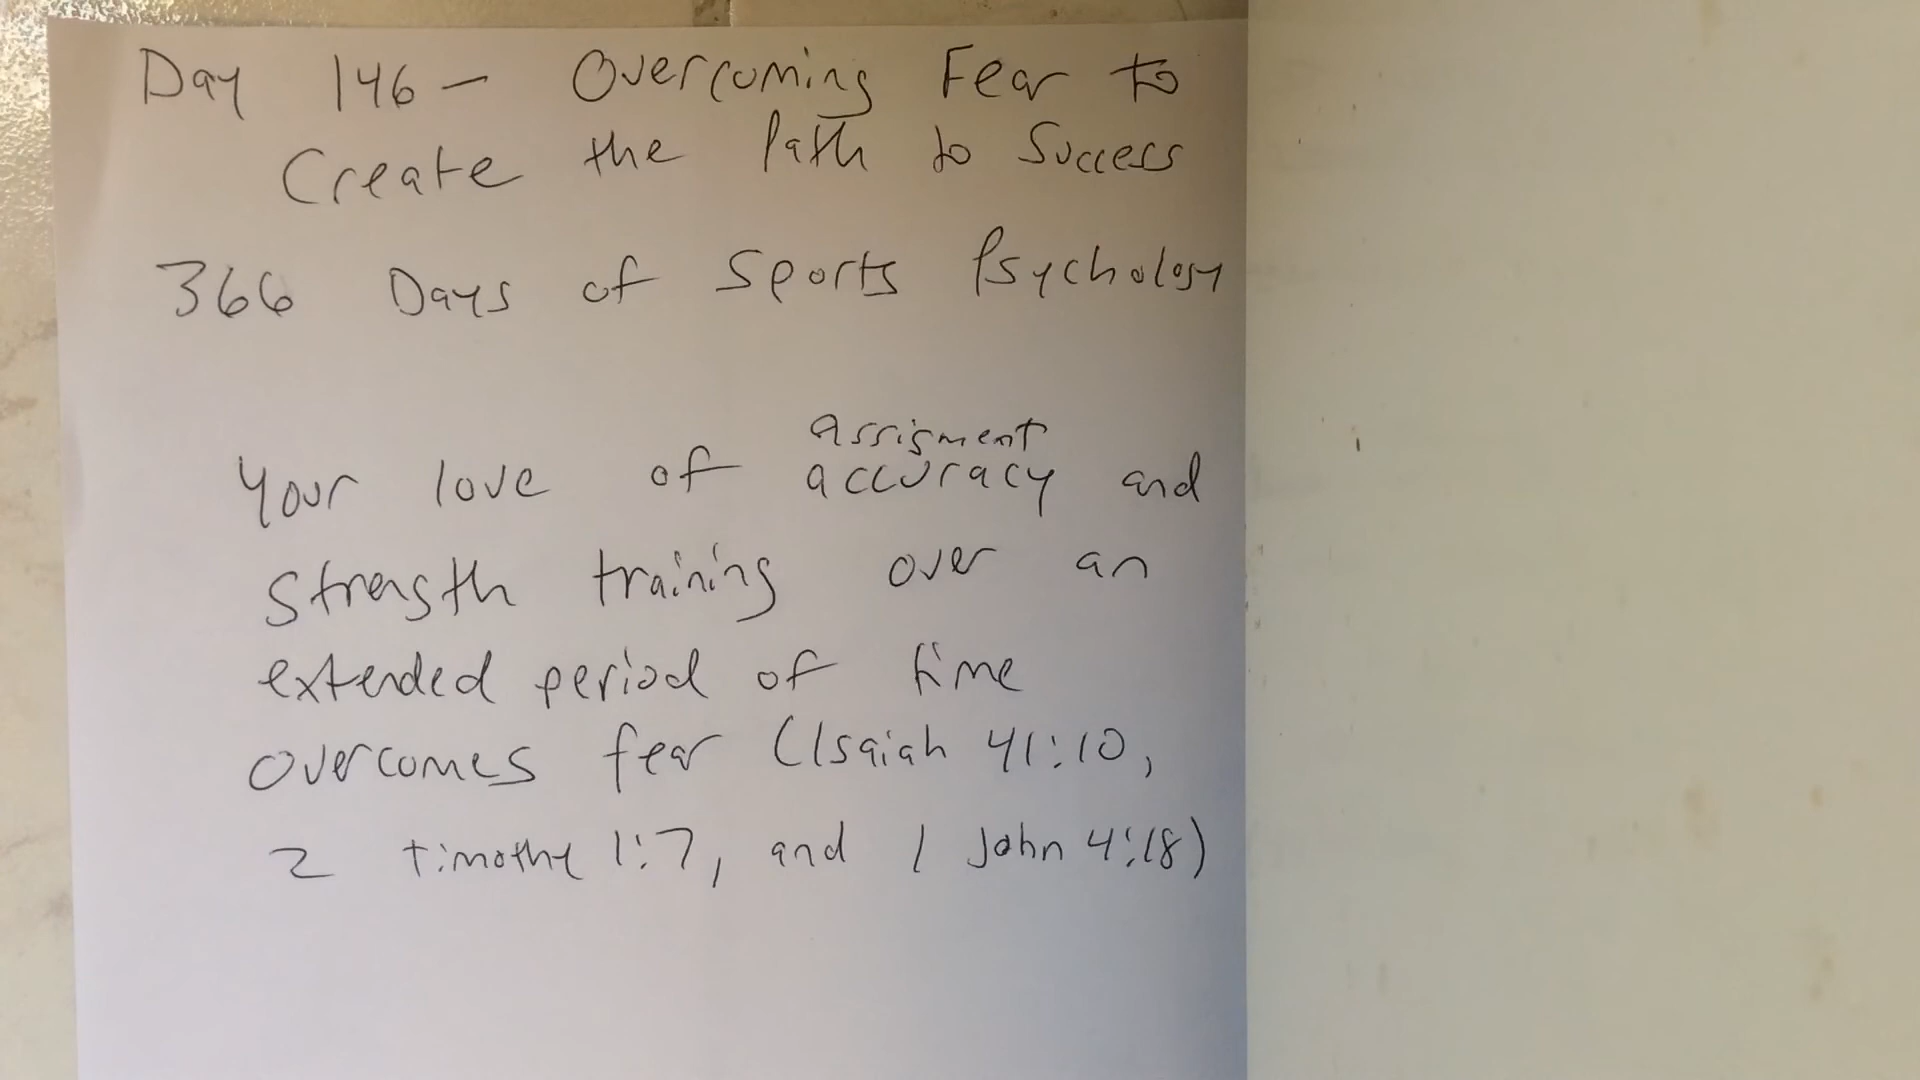 Day 146 - Overcoming Fear to
Create the Path to Success
366 Days of Sports Psychology
assigment
Your love of accuracy and
strength training over an
extended period of time
overcomes fear (Isaiah 41:10,
2 timothy 1:7, and 1 John 4:18)